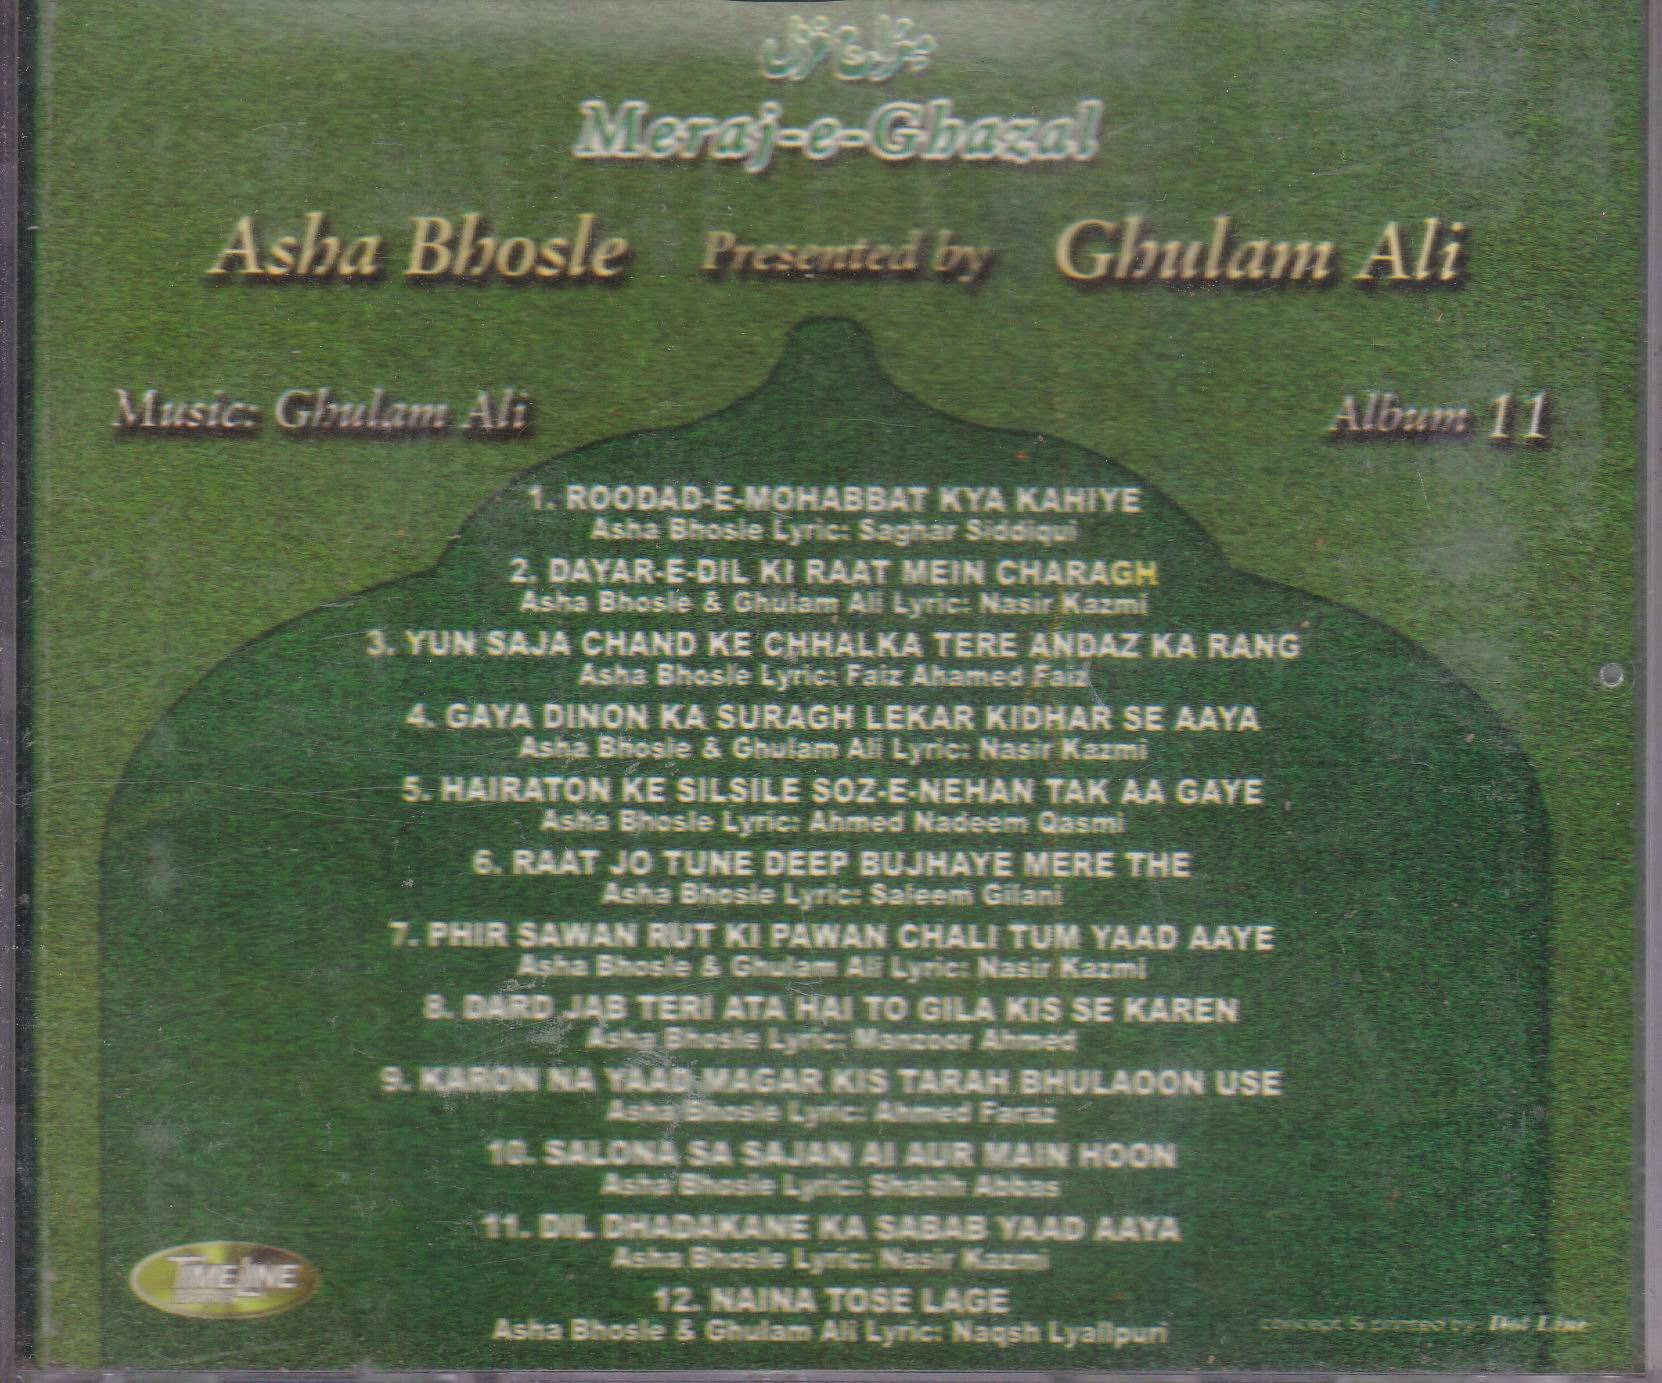 معراج غزل
Meraj-e-Ghazal
Asha Bhosle Presented by Ghulam Ali
Music: Ghulam Ali
Album 11
1. ROODAD-E-MOHABBAT KYA KAHIYE
Asha Bhosle Lyric: Saghar Siddiqui
2. DAYAR-E-DIL KI RAAT MEIN CHARAGH
Asha Bhosle & Ghulam Ali Lyric: Nasir Kazmi
3. YUN SAJA CHAND KE CHHALKA TERE ANDAZ KA RANG
Asha Bhosle Lyric: Faiz Ahamed Faiz
4. GAYA DINON KA SURAGH LEKAR KIDHAR SE AAYA
Asha Bhosle & Ghulam Ali Lyric: Nasir Kazmi
5. HAIRATON KE SILSILE SOZ-E-NEHAN TAK AA GAYE
Asha Bhosle Lyric: Ahmed Nadeem Qasmi
6. RAAT JO TUNE DEEP BUJHAYE MERE THE
Asha Bhosle Lyric: Saleem Gilani
7. PHIR SAWAN RUT KI PAWAN CHALI TUM YAAD AAYE
Asha Bhosle & Ghulam Ali Lyric: Nasir Kazmi
8. DARD JAB TERI ATA HAI TO GILA KIS SE KAREN
Asha Bhosle Lyric: Manzoor Ahmed
9. KARON NA YAAD MAGAR KIS TARAH BHULAOON USE
Asha Bhosle Lyric: Ahmed Faraz
10. SALONA SA SAJAN AI AUR MAIN HOON
Asha Bhosle Lyric: Shabih Abbas
11. DIL DHADAKANE KA SABAB YAAD AAYA
Asha Bhosle Lyric: Nasir Kazmi
12. NAINA TOSE LAGE
Asha Bhosle & Ghulam Ali Lyric: Naqsh Lyallpuri
TIMELINE
concept & printed by: Dot Line